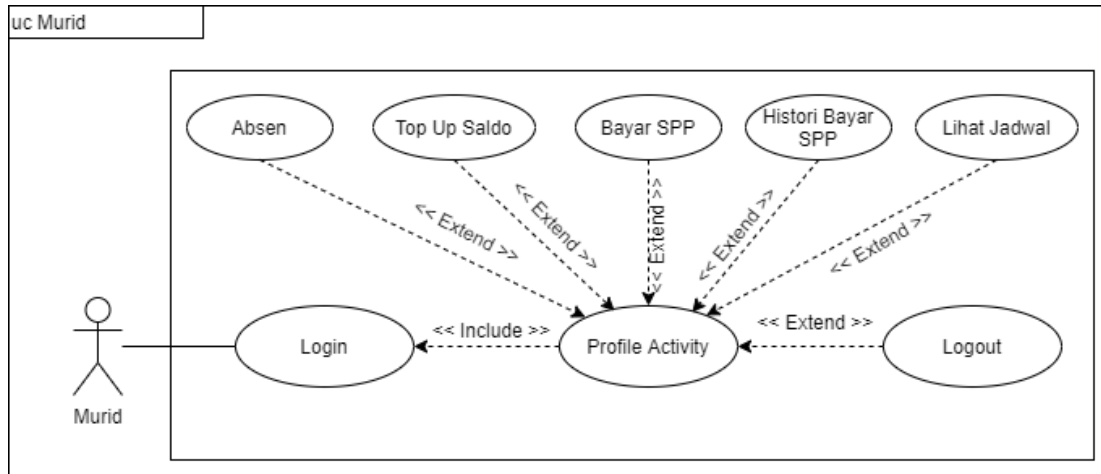 uc Murid
Absen
Top Up Saldo
Bayar SPP
Histori Bayar
SPP
Lihat Jadwal
<< Extend >>
<< Extend >>
<< Extend >>
<< Extend >>
<< Extend >>
Login
<< Include >>
Profile Activity
<< Extend >>
Logout
Murid